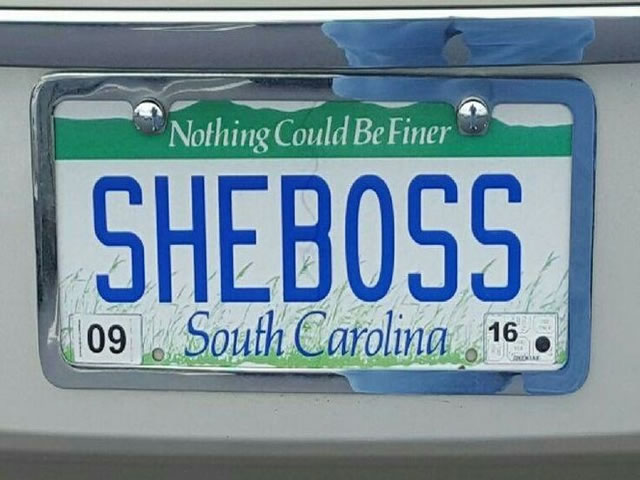 Nothing Could Be Finer
SHEBOSS
09 South Carolina 16